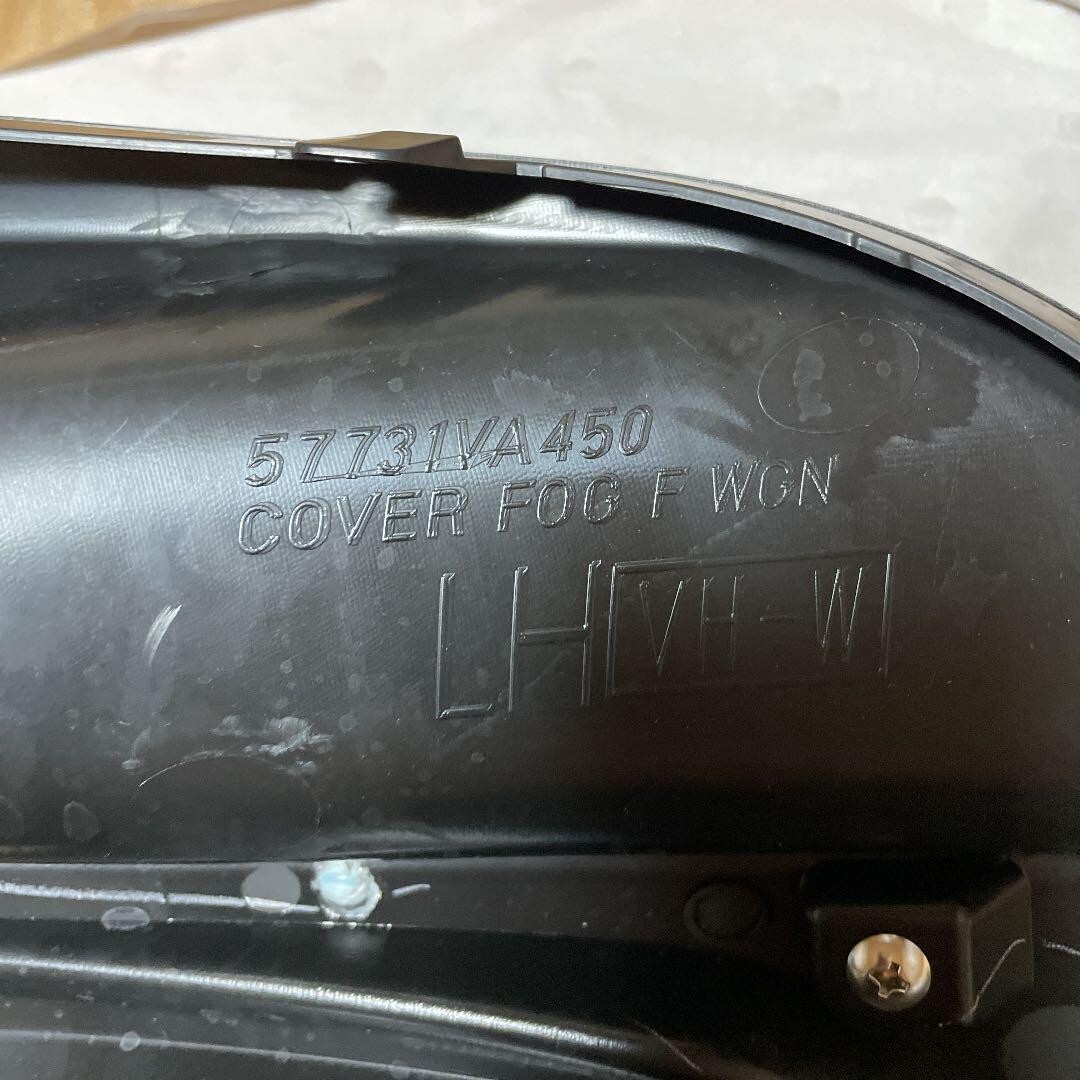 57731VA450
COVER FOG F WGN
LH VH-W